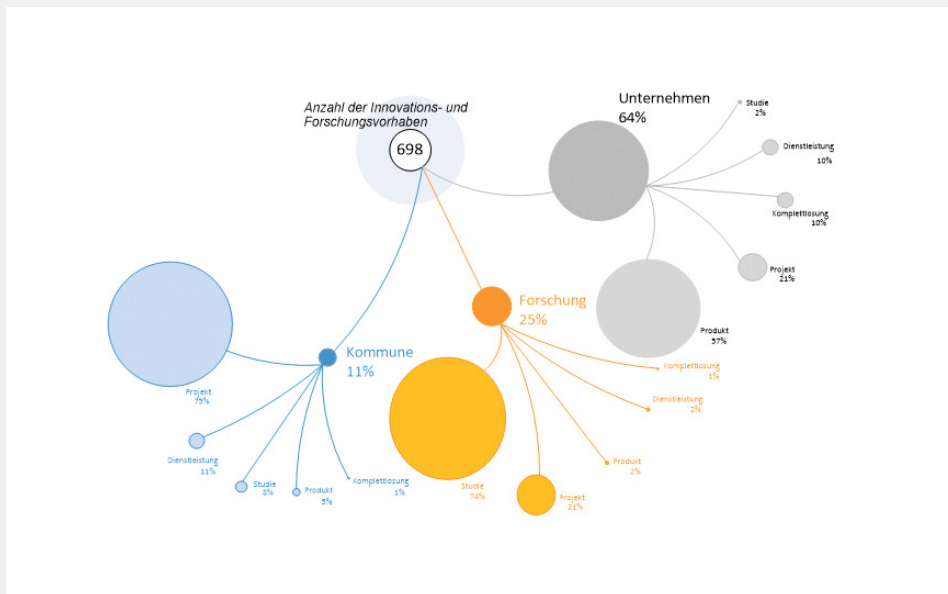 Anzahl der Innovations- und
Forschungsvorhaben
698
Unternehmen
64%
Studie
2%
Dienstleistung
10%
Komplettlösung
10%
Projekt
21%
Produkt
57%
Forschung
25%
Komplettlösung
1%
Dienstleistung
2%
Produkt
2%
Projekt
21%
Studie
74%
Kommune
11%
Projekt
75%
Dienstleistung
11%
Studie
8%
Produkt
5%
Komplettlösung
1%